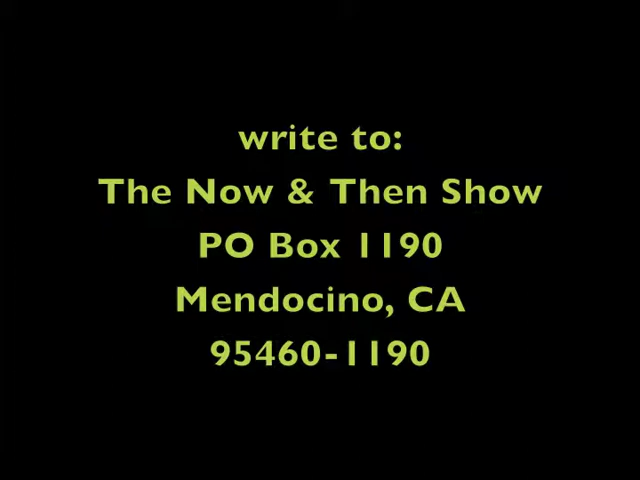 write to:
The Now & Then Show
PO Box 1190
Mendocino, CA
95460-1190